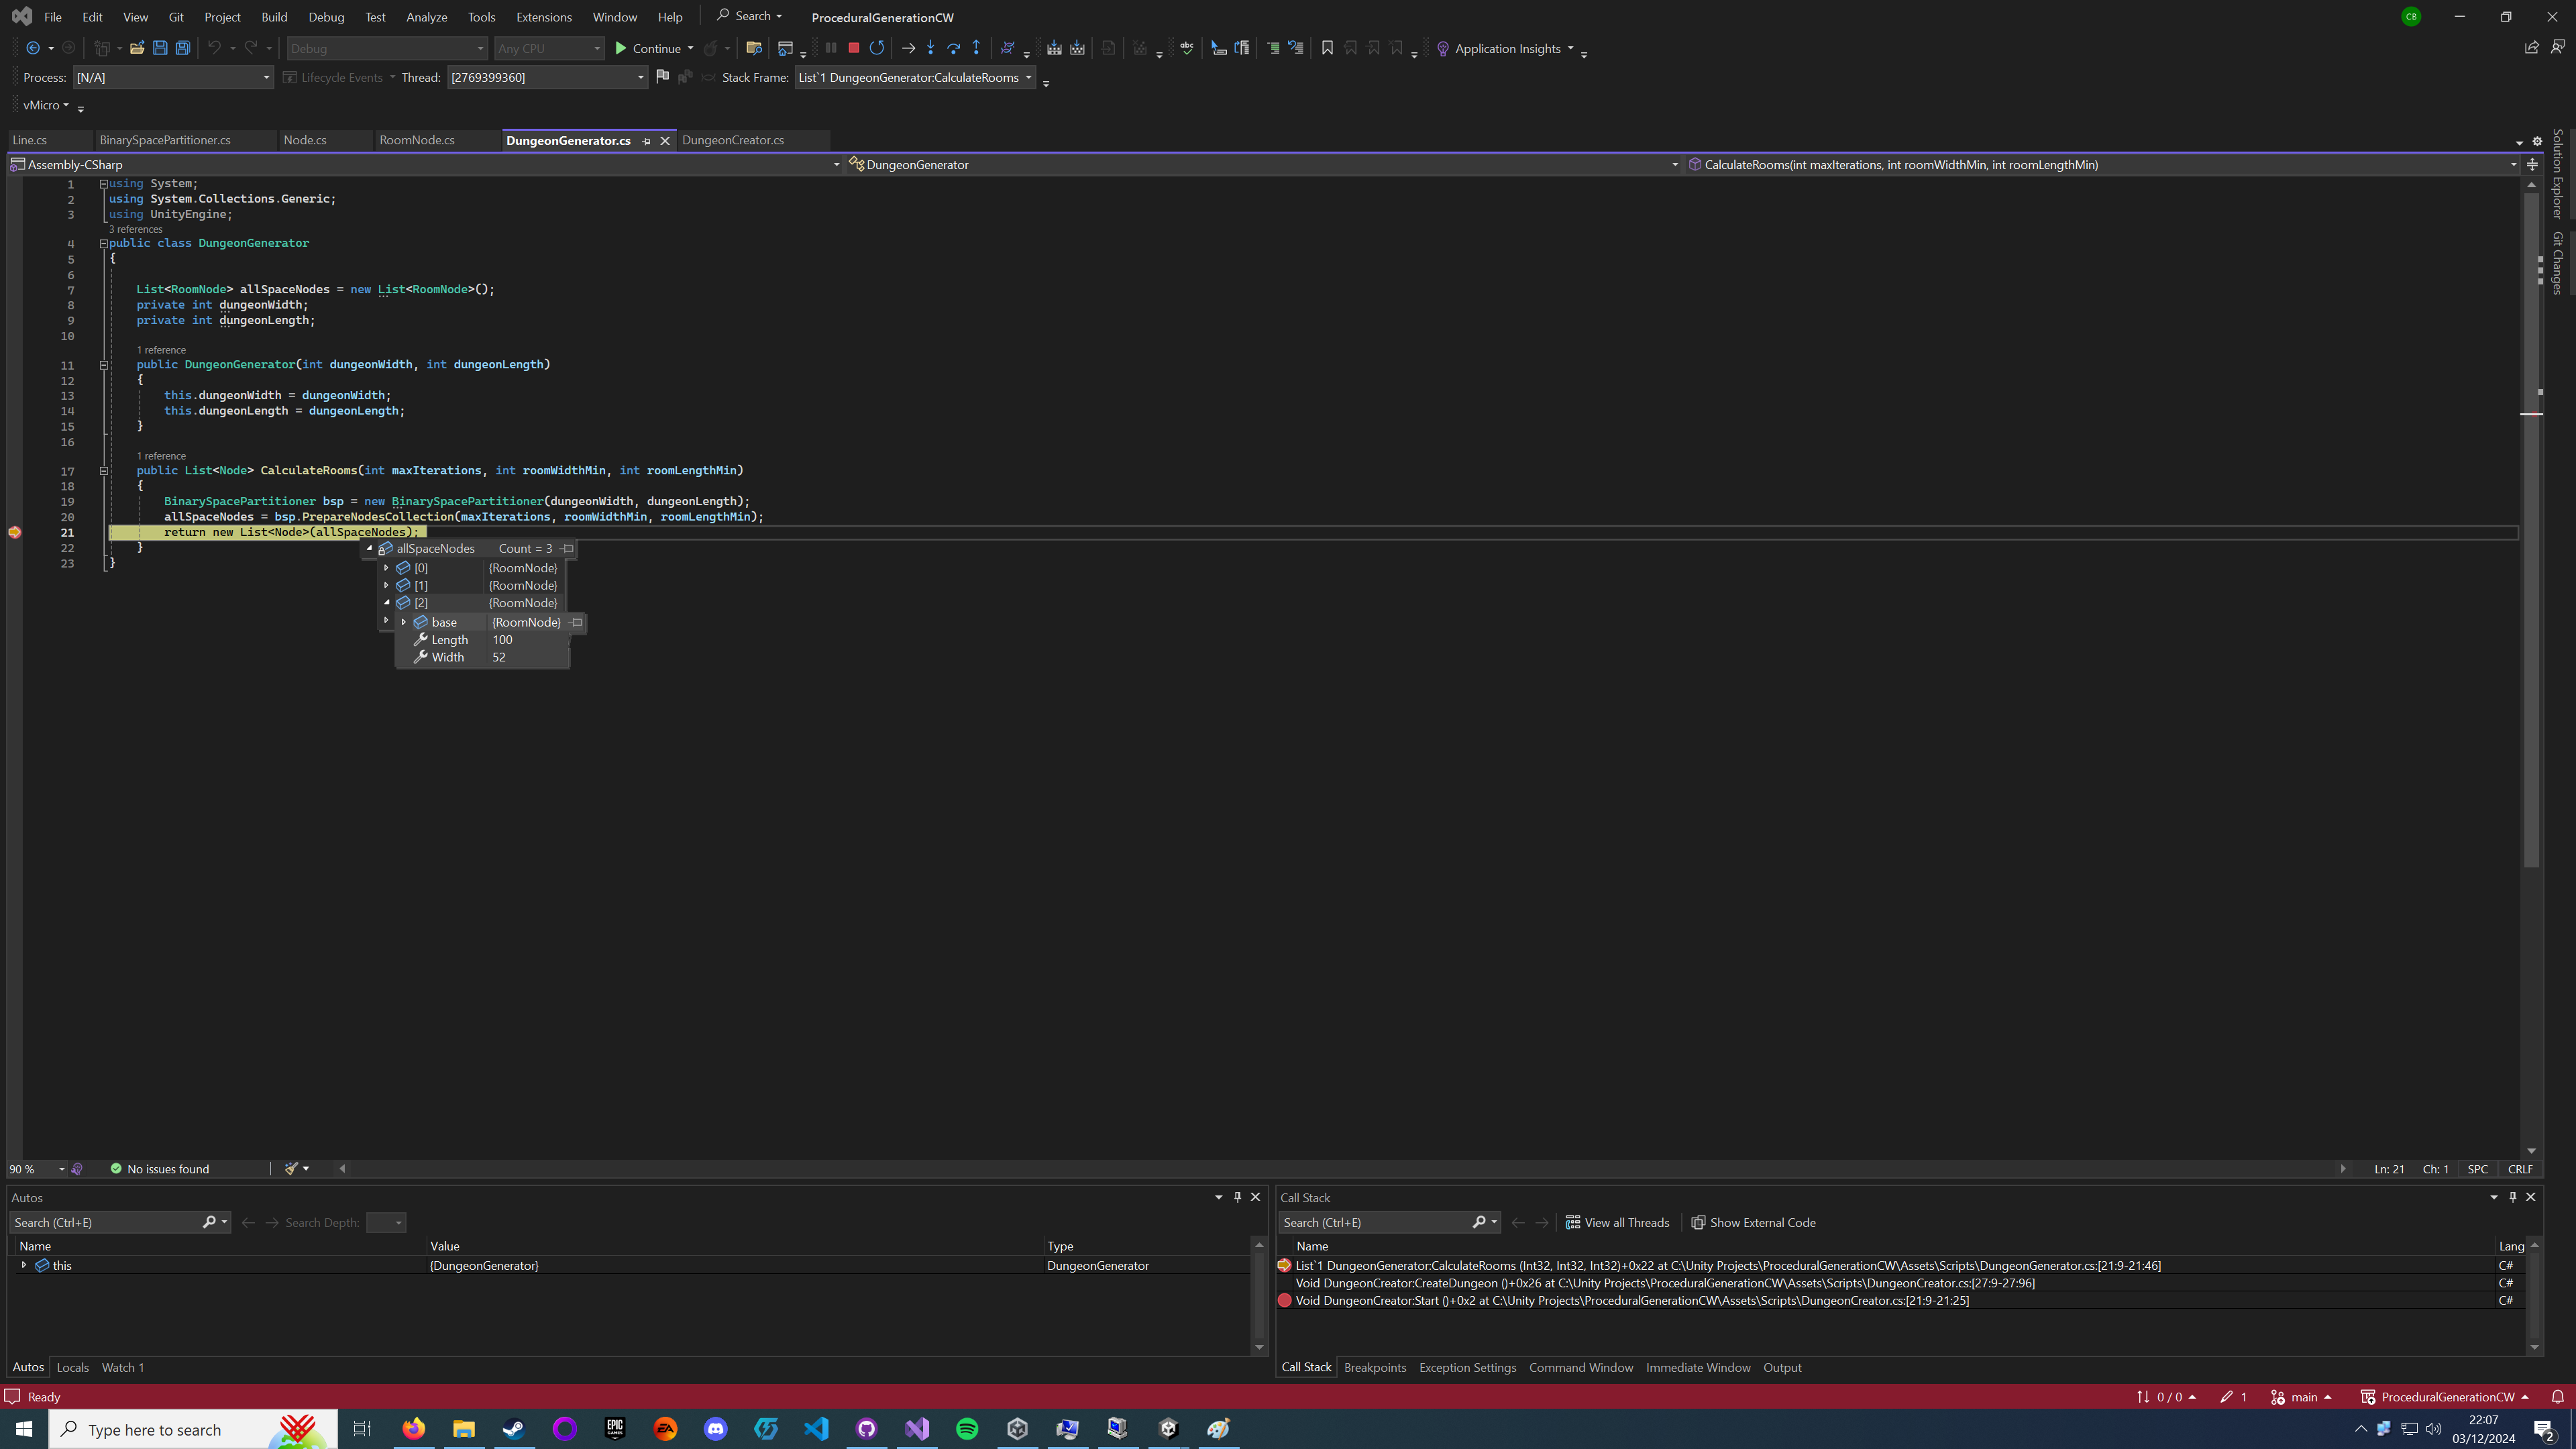 File Edit View Git Project Build Debug Test Analyze Tools Extensions Window Help Search ProceduralGenerationCW CB
Debug Any CPU Continue Application Insights
Process: [N/A] Lifecycle Events Thread: [2769399360] Stack Frame: List`1 DungeonGenerator:CalculateRooms
vMicro
Line.cs BinarySpacePartitioner.cs Node.cs RoomNode.cs DungeonGenerator.cs DungeonCreator.cs
Assembly-CSharp DungeonGenerator CalculateRooms(int maxIterations, int roomWidthMin, int roomLengthMin)
Solution Explorer
Git Changes
1 using System;
2 using System.Collections.Generic;
3 using UnityEngine;
3 references
4 public class DungeonGenerator
5 {
6
7 List<RoomNode> allSpaceNodes = new List<RoomNode>();
8 private int dungeonWidth;
9 private int dungeonLength;
10
1 reference
11 public DungeonGenerator(int dungeonWidth, int dungeonLength)
12 {
13 this.dungeonWidth = dungeonWidth;
14 this.dungeonLength = dungeonLength;
15 }
16
1 reference
17 public List<Node> CalculateRooms(int maxIterations, int roomWidthMin, int roomLengthMin)
18 {
19 BinarySpacePartitioner bsp = new BinarySpacePartitioner(dungeonWidth, dungeonLength);
20 allSpaceNodes = bsp.PrepareNodesCollection(maxIterations, roomWidthMin, roomLengthMin);
21 return new List<Node>(allSpaceNodes);
22 }
23 }
allSpaceNodes Count = 3
[0] {RoomNode}
[1] {RoomNode}
[2] {RoomNode}
base {RoomNode}
Length 100
Width 52
90 % No issues found Ln: 21 Ch: 1 SPC CRLF
Autos
Search (Ctrl+E) Search Depth:
Name Value Type
this {DungeonGenerator} DungeonGenerator
Autos Locals Watch 1
Call Stack
Search (Ctrl+E) View all Threads Show External Code
Name Lang
List`1 DungeonGenerator:CalculateRooms (Int32, Int32, Int32)+0x22 at C:\Unity Projects\ProceduralGenerationCW\Assets\Scripts\DungeonGenerator.cs:[21:9-21:46] C#
Void DungeonCreator:CreateDungeon ()+0x26 at C:\Unity Projects\ProceduralGenerationCW\Assets\Scripts\DungeonCreator.cs:[27:9-27:96] C#
Void DungeonCreator:Start ()+0x2 at C:\Unity Projects\ProceduralGenerationCW\Assets\Scripts\DungeonCreator.cs:[21:9-21:25] C#
Call Stack Breakpoints Exception Settings Command Window Immediate Window Output
Ready 0 / 0 1 main ProceduralGenerationCW
Type here to search EPIC GAMES EA 22:07
03/12/2024 2